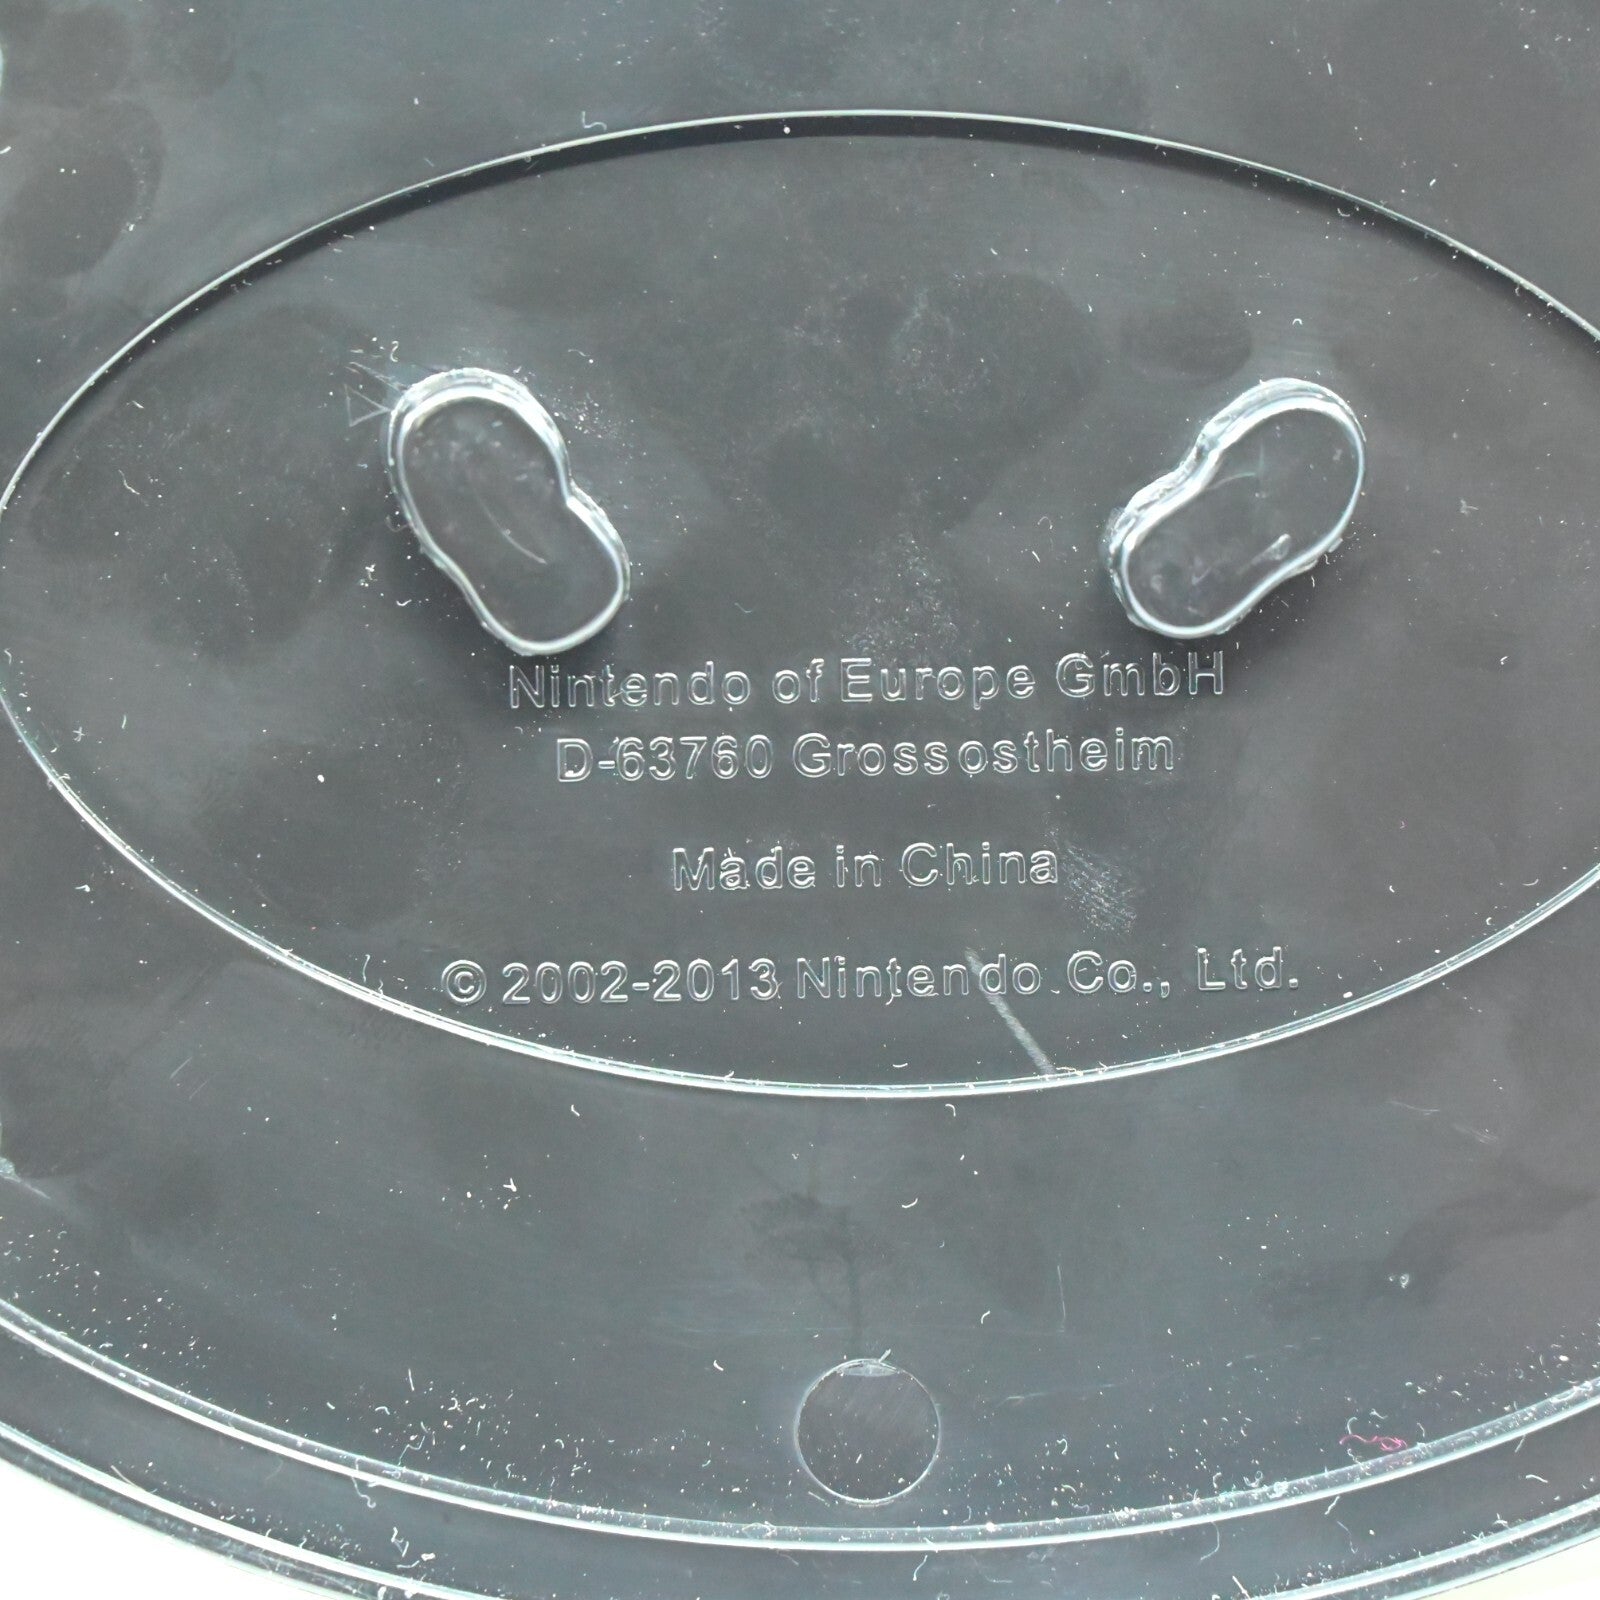 Nintendo of Europe GmbH
D-63760 Grossostheim
Made in China
© 2002-2013 Nintendo Co., Ltd.